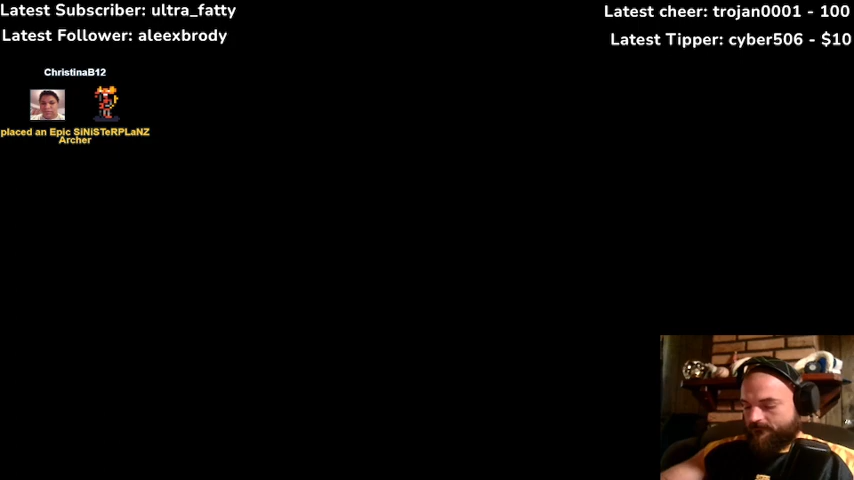 Latest Subscriber: ultra_fatty
Latest Follower: aleexbrody
Latest cheer: trojan0001 - 100
Latest Tipper: cyber506 - $10
ChristinaB12
placed an Epic SiNiSTeRPLaNZ
Archer